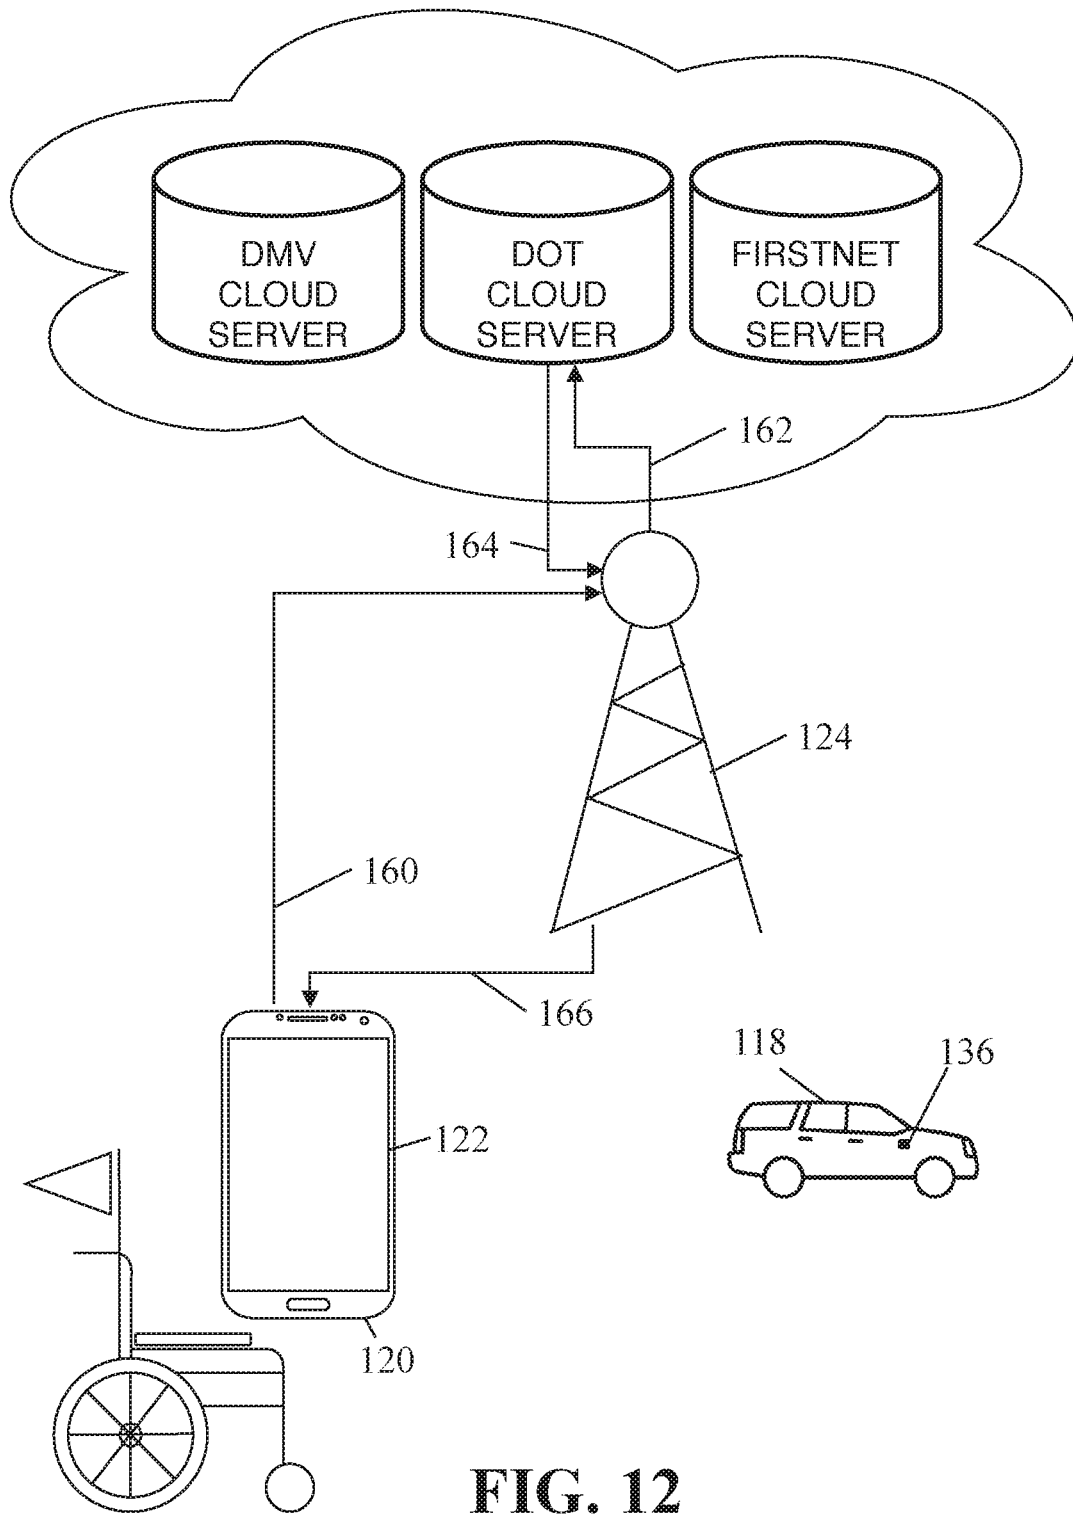 DMV
CLOUD
SERVER
DOT
CLOUD
SERVER
FIRSTNET
CLOUD
SERVER
162
164
124
160
166
118
136
122
120
FIG. 12